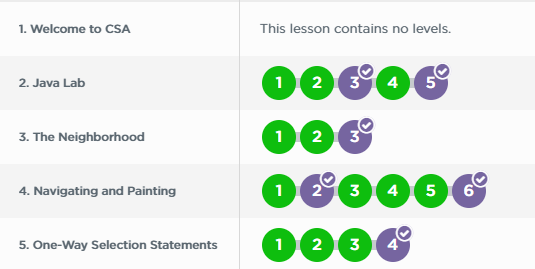 1. Welcome to CSA This lesson contains no levels.
2. Java Lab 1 2 3 4 5
3. The Neighborhood 1 2 3
4. Navigating and Painting 1 2 3 4 5 6
5. One-Way Selection Statements 1 2 3 4